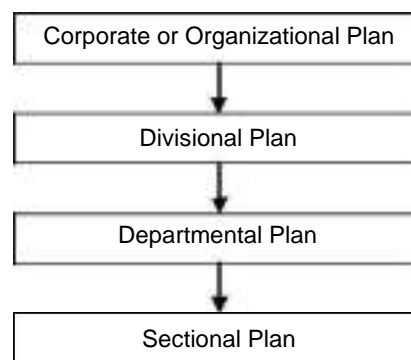 Corporate or Organizational Plan
Divisional Plan
Departmental Plan
Sectional Plan